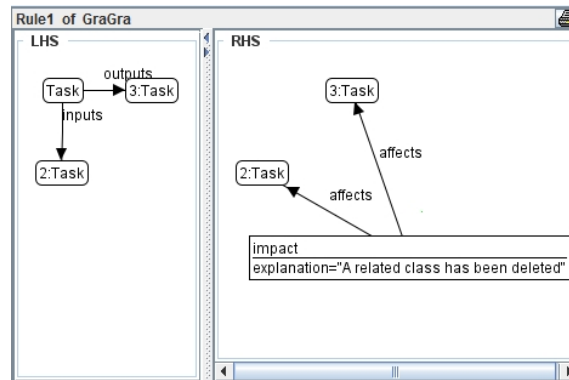 Rule1 of GraGra
LHS
outputs
Task
3:Task
inputs
2:Task
RHS
3:Task
affects
2:Task
affects
impact
explanation="A related class has been deleted"